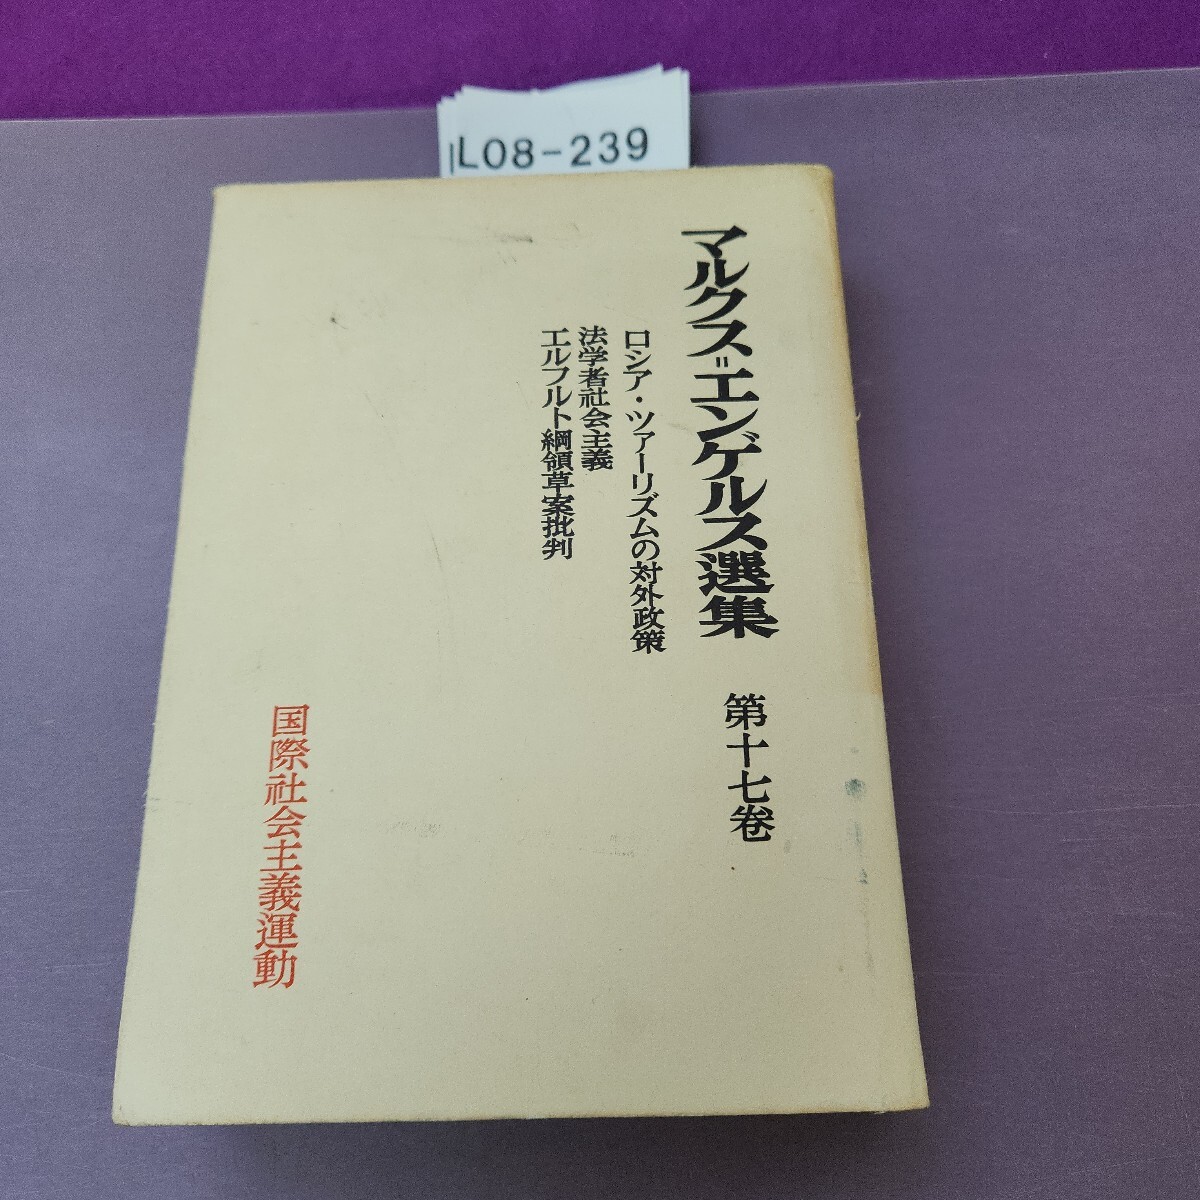 L08-239
マルクス=エンゲルス選集 第十七巻
ロシア・ツァーリズムの対外政策
法学者社会主義
エルフルト綱領草案批判
国際社会主義運動